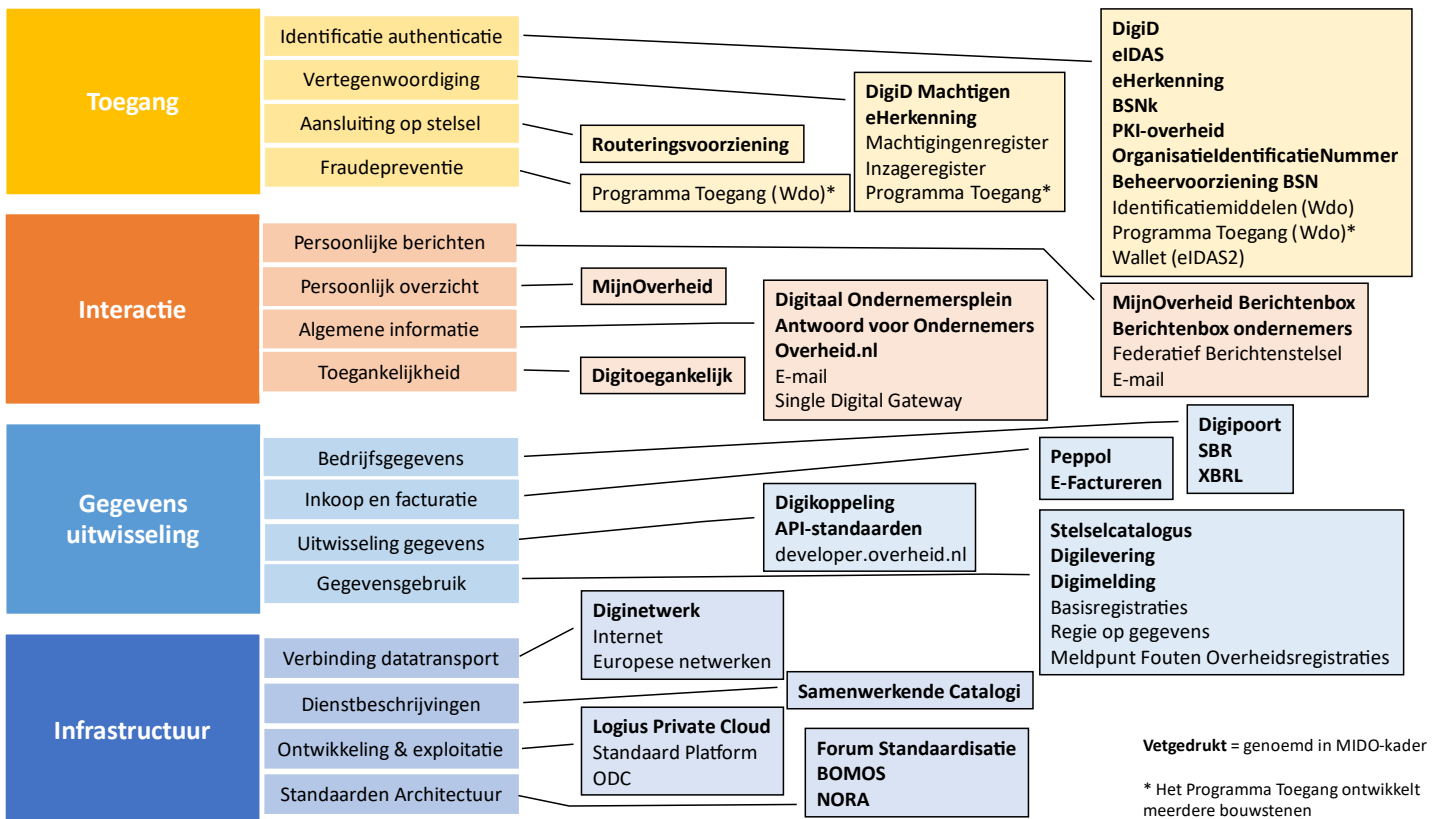 Toegang
Identificatie authenticatie
Vertegenwoordiging
Aansluiting op stelsel
Fraudepreventie
Routeringsvoorziening
Programma Toegang (Wdo)*
DigiD Machtigen
eHerkenning
Machtigingenregister
Inzageregister
Programma Toegang*
DigiD
eIDAS
eHerkenning
BSNk
PKI-overheid
OrganisatieIdentificatieNummer
Beheervoorziening BSN
Identificatiemiddelen (Wdo)
Programma Toegang (Wdo)*
Wallet (eIDAS2)
Interactie
Persoonlijke berichten
Persoonlijk overzicht
Algemene informatie
Toegankelijkheid
MijnOverheid
Digitoegankelijk
Digitaal Ondernemersplein
Antwoord voor Ondernemers
Overheid.nl
E-mail
Single Digital Gateway
MijnOverheid Berichtenbox
Berichtenbox ondernemers
Federatief Berichtenstelsel
E-mail
Gegevens
uitwisseling
Bedrijfsgegevens
Inkoop en facturatie
Uitwisseling gegevens
Gegevensgebruik
Digikoppeling
API-standaarden
developer.overheid.nl
Peppol
E-Factureren
Digipoort
SBR
XBRL
Stelselcatalogus
Digilevering
Digimelding
Basisregistraties
Regie op gegevens
Meldpunt Fouten Overheidsregistraties
Infrastructuur
Verbinding datatransport
Dienstbeschrijvingen
Ontwikkeling & exploitatie
Standaarden Architectuur
Diginetwerk
Internet
Europese netwerken
Samenwerkende Catalogi
Logius Private Cloud
Standaard Platform
ODC
Forum Standaardisatie
BOMOS
NORA
Vetgedrukt = genoemd in MIDO-kader
* Het Programma Toegang ontwikkelt
meerdere bouwstenen